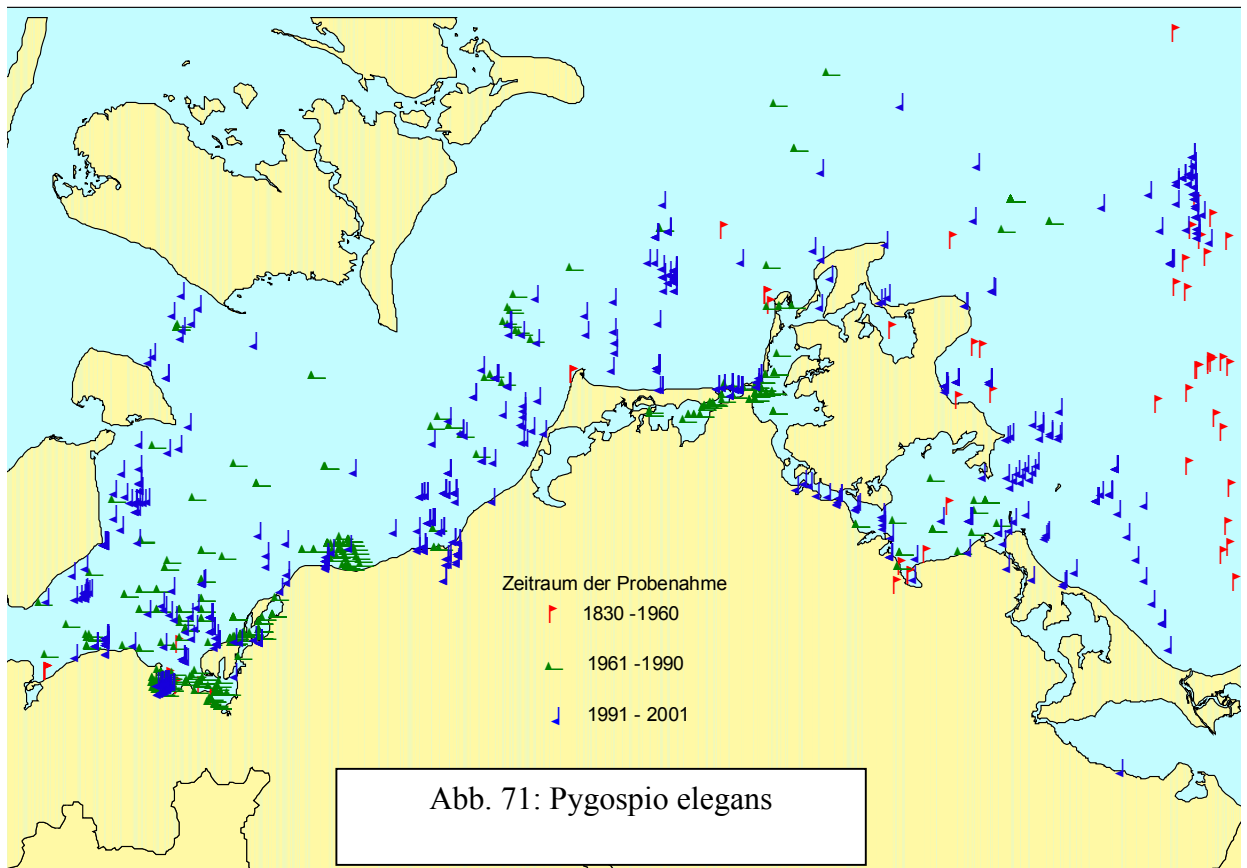 Zeitraum der Probenahme
1830 -1960
1961 -1990
1991 - 2001
Abb. 71: Pygospio elegans